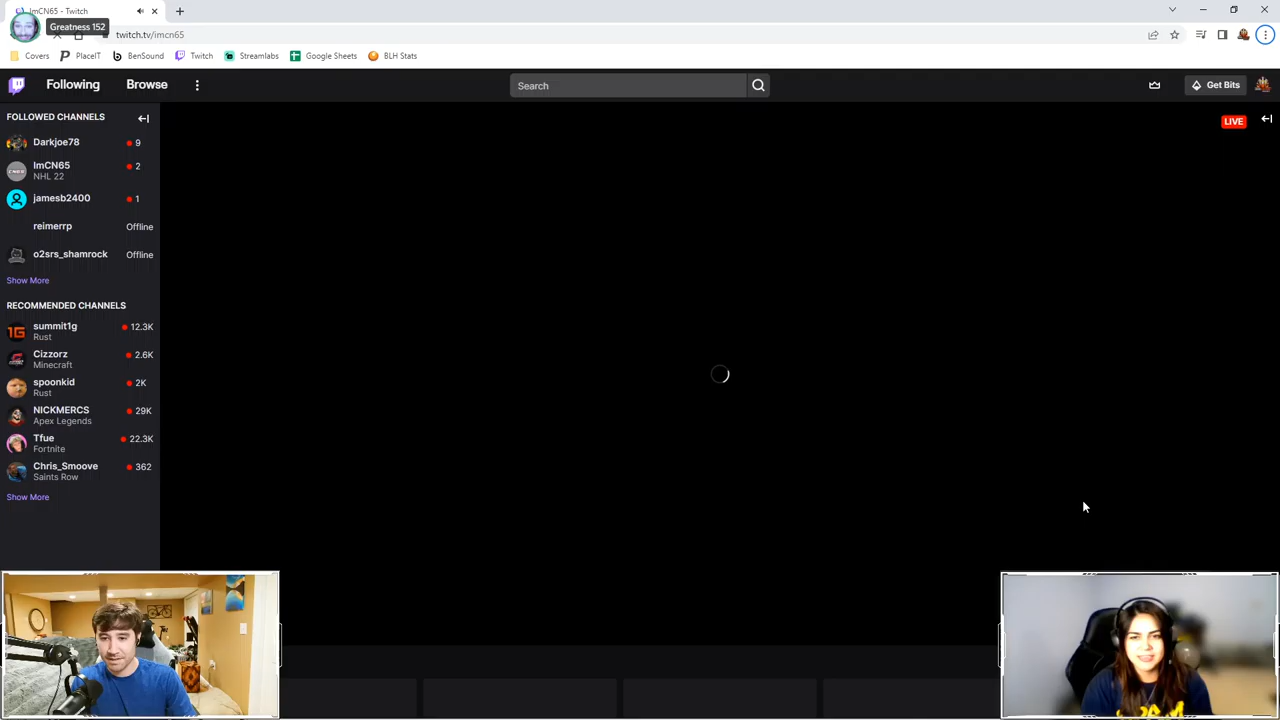 ImCN65 - Twitch
Greatness 152
twitch.tv/imcn65
Covers
PlaceIT
BenSound
Twitch
Streamlabs
Google Sheets
BLH Stats
Following
Browse
Search
Get Bits
FOLLOWED CHANNELS
LIVE
Darkjoe78 9
ImCN65 2
NHL 22
jamesb2400 1
reimerrp Offline
o2srs_shamrock Offline
Show More
RECOMMENDED CHANNELS
summit1g 12.3K
Rust
Cizzorz 2.6K
Minecraft
spoonkid 2K
Rust
NICKMERCS 29K
Apex Legends
Tfue 22.3K
Fortnite
Chris_Smoove 362
Saints Row
Show More